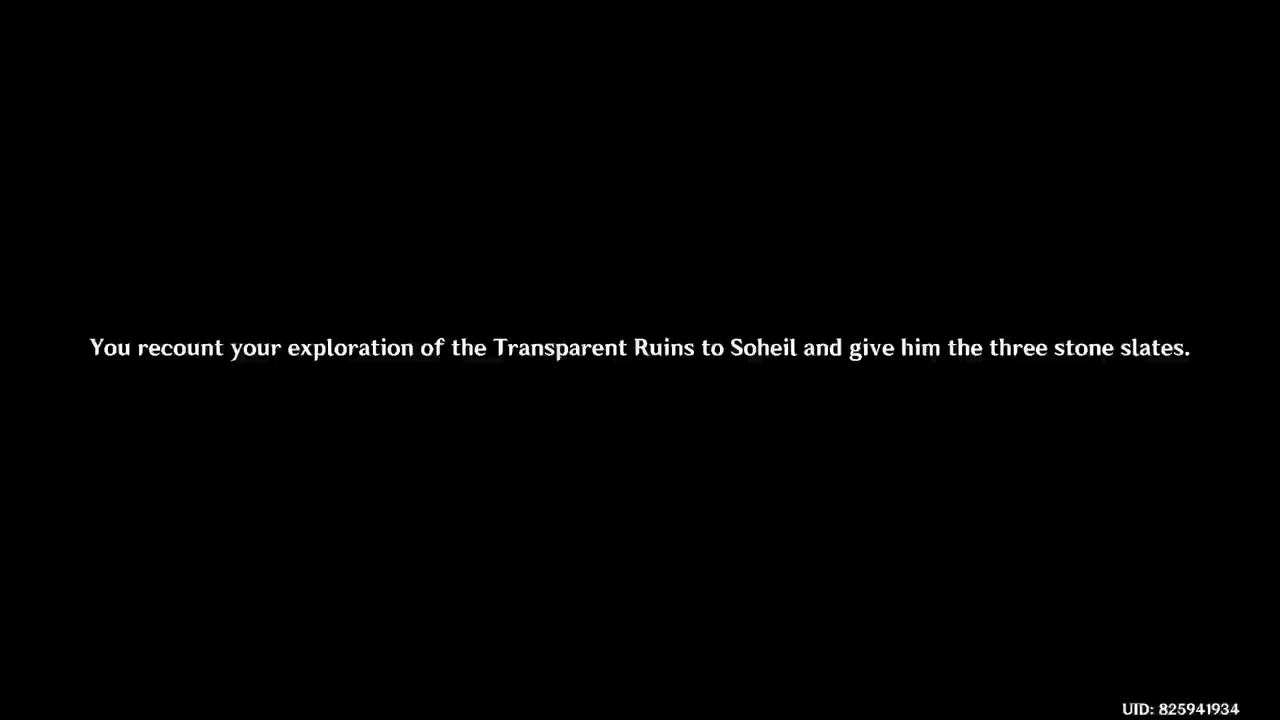 You recount your exploration of the Transparent Ruins to Soheil and give him the three stone slates.
UID: 825941934